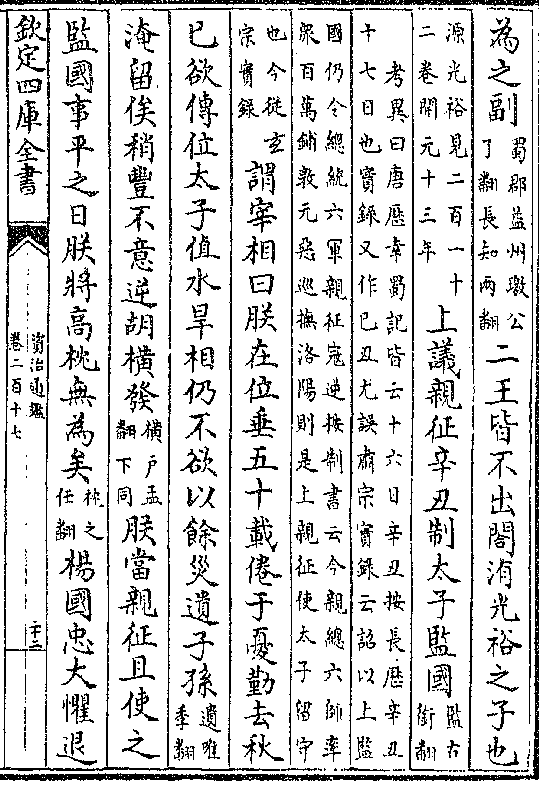 為之副蜀郡益州璬公了翻長知兩翻二王皆不出閤洧光裕之子也
源光裕見二百一十二卷開元十三年上議親征辛丑制太子監國監古銜翻
考異曰唐厯幸蜀記皆云十六日辛丑按長厯辛丑
十七日也實録又作己丑尤誤肅宗實録云詔以上監
國仍令總統六軍親征寇逆按制書云今親總六師率
衆百萬鋪敦元惡巡撫洛陽則是上親征使太子留守
也今從玄宗實録謂宰相曰朕在位垂五十載倦于憂勤去秋
已欲傳位太子值水旱相仍不欲以餘災遺子孫遺唯季翻
淹留俟稍豐不意逆胡橫發橫户孟翻下同朕當親征且使之
監國事平之日朕將高枕無為矣枕之任翻楊國忠大懼退
欽定四庫全書
資治通鑑
卷二百十七
二十二